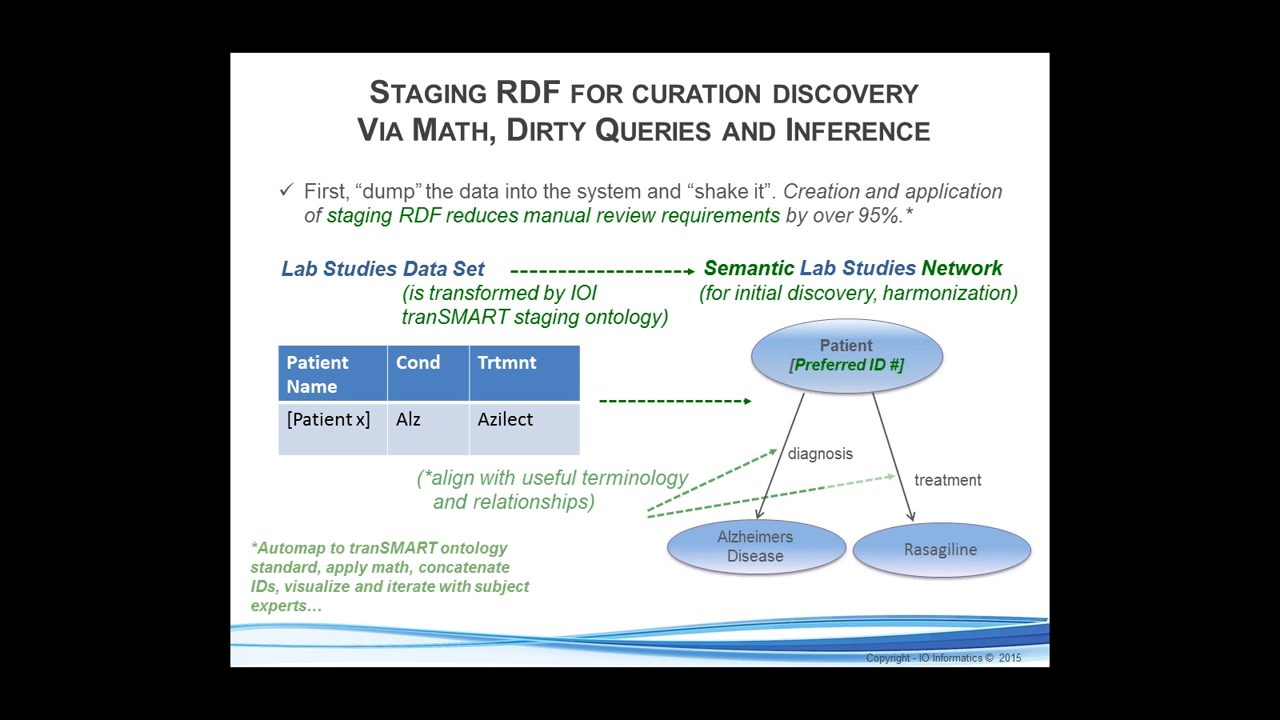 STAGING RDF FOR CURATION DISCOVERY
VIA MATH, DIRTY QUERIES AND INFERENCE
✓ First, “dump” the data into the system and “shake it”. Creation and application
of staging RDF reduces manual review requirements by over 95%.*
Lab Studies Data Set
(is transformed by IOI
tranSMART staging ontology)
Semantic Lab Studies Network
(for initial discovery, harmonization)
Patient Name Cond Trtmnt
[Patient x] Alz Azilect
Patient
[Preferred ID #]
diagnosis
treatment
Alzheimers
Disease
Rasagiline
(*align with useful terminology
and relationships)
*Automap to tranSMART ontology
standard, apply math, concatenate
IDs, visualize and iterate with subject
experts…
Copyright - IO Informatics © 2015